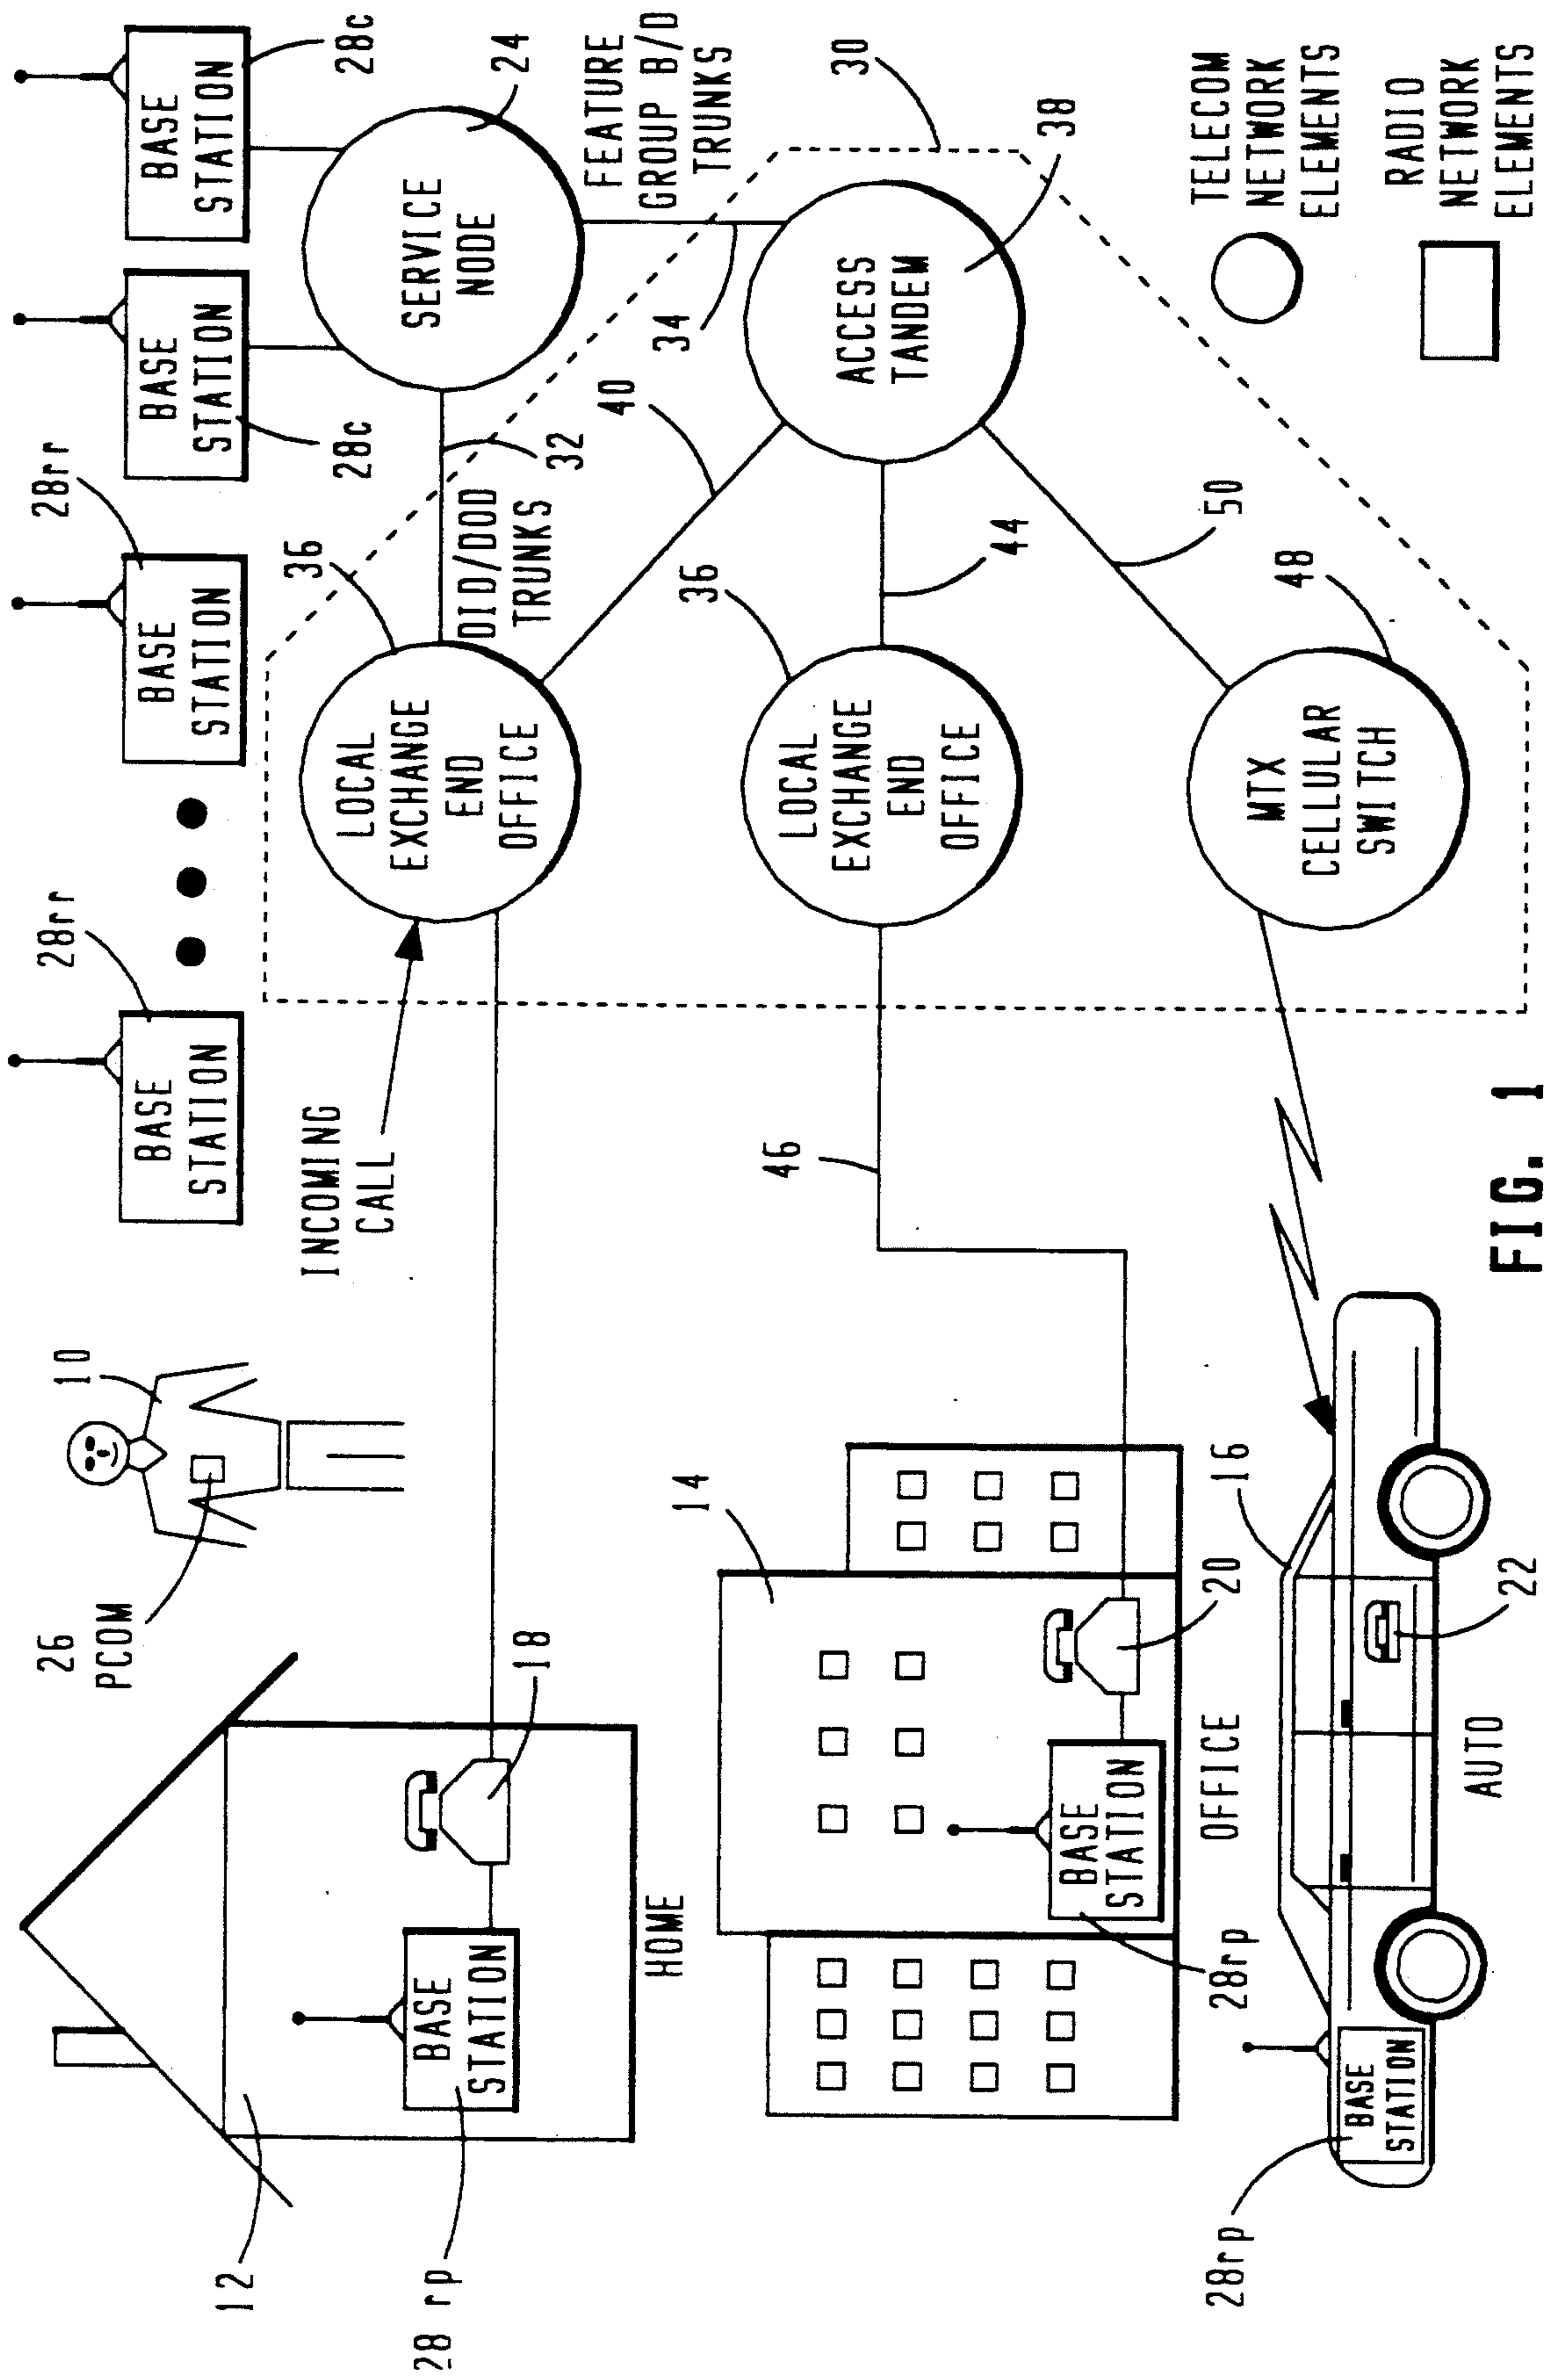 12
28 rp
BASE
STATION
18
HOME
26
PCOM
10
28rr
BASE
STATION
28rr
BASE
STATION
BASE
STATION
28c
BASE
STATION
28c
INCOMING
CALL
LOCAL
EXCHANGE
END
OFFICE
36
DID/DOD
TRUNKS
32
SERVICE
NODE
24
FEATURE
GROUP B/D
TRUNKS
34
30
40
14
BASE
STATION
28rp
20
OFFICE
46
LOCAL
EXCHANGE
END
OFFICE
36
44
ACCESS
TANDEM
38
50
28rp
BASE
STATION
16
22
AUTO
MTX
CELLULAR
SWITCH
48
TELECOM
NETWORK
ELEMENTS
RADIO
NETWORK
ELEMENTS
FIG. 1